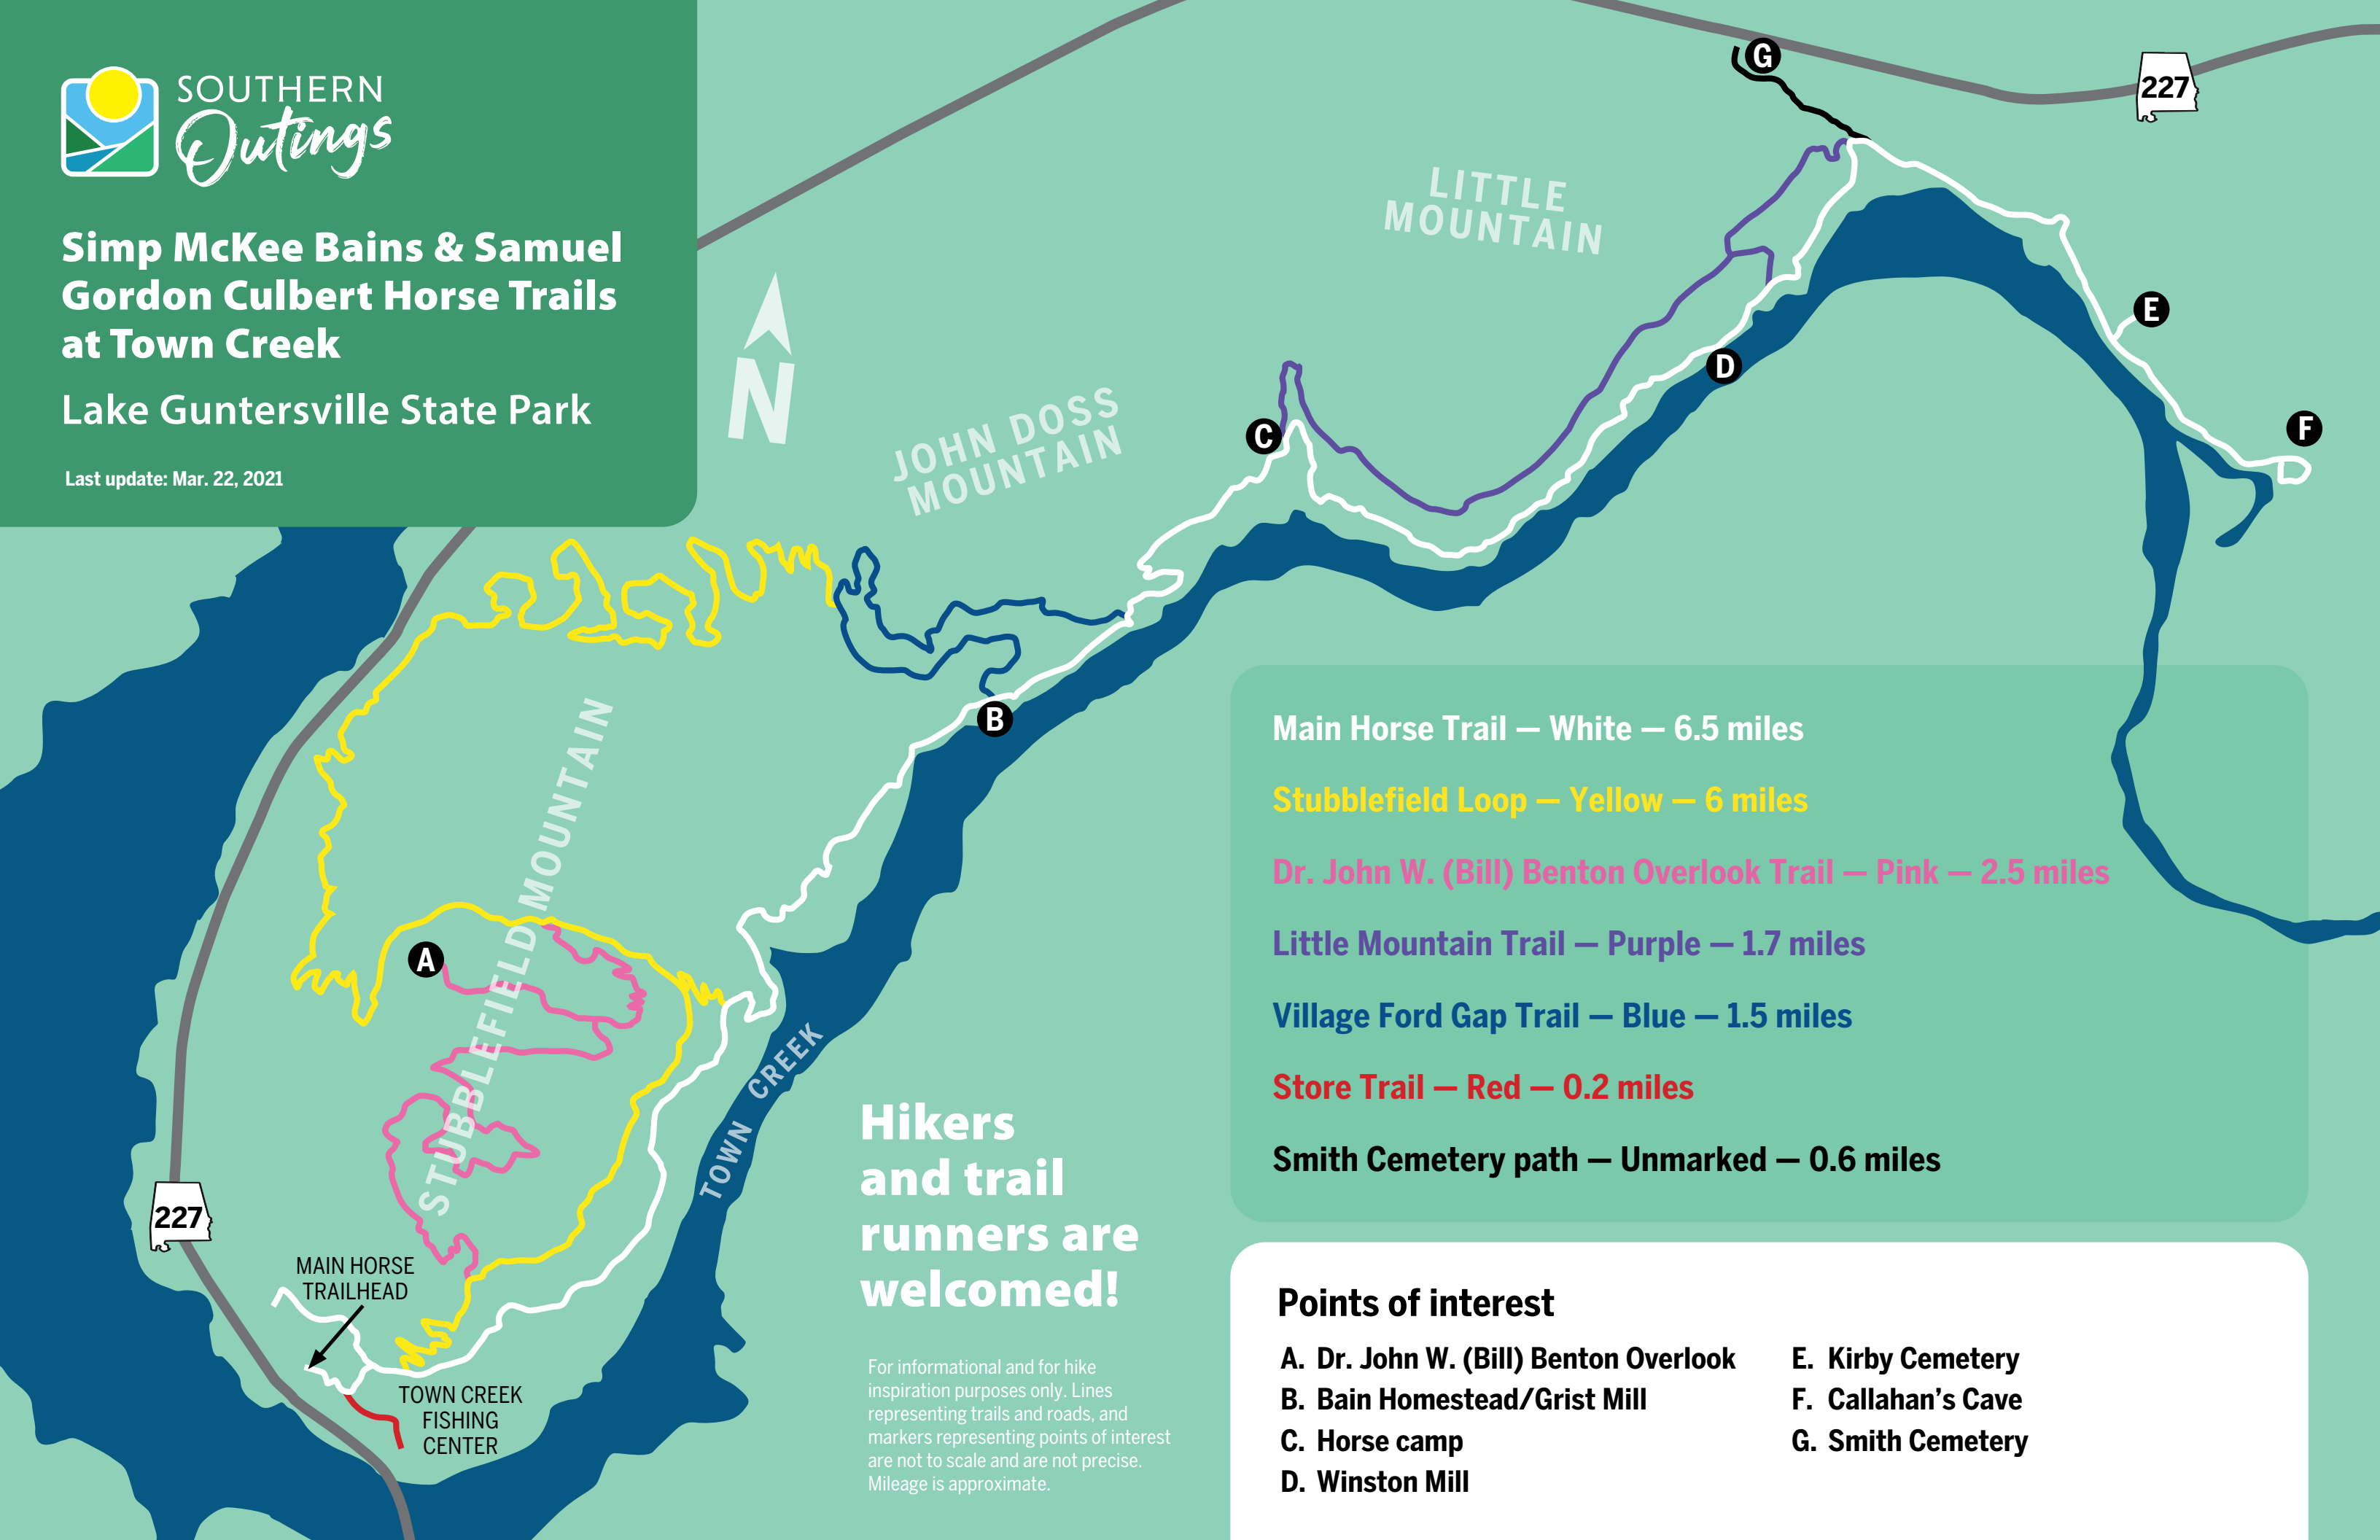 SOUTHERN
Outings
Simp McKee Bains & Samuel
Gordon Culbert Horse Trails
at Town Creek
Lake Guntersville State Park
Last update: Mar. 22, 2021
G
227
LITTLE
MOUNTAIN
N
E
D
JOHN DOSS
MOUNTAIN
C
F
B
STUBBLEFIELD MOUNTAIN
A
TOWN CREEK
227
MAIN HORSE
TRAILHEAD
TOWN CREEK
FISHING
CENTER
Hikers
and trail
runners are
welcomed!
For informational and for hike
inspiration purposes only. Lines
representing trails and roads, and
markers representing points of interest
are not to scale and are not precise.
Mileage is approximate.
Main Horse Trail — White — 6.5 miles
Stubblefield Loop — Yellow — 6 miles
Dr. John W. (Bill) Benton Overlook Trail — Pink — 2.5 miles
Little Mountain Trail — Purple — 1.7 miles
Village Ford Gap Trail — Blue — 1.5 miles
Store Trail — Red — 0.2 miles
Smith Cemetery path — Unmarked — 0.6 miles
Points of interest
A. Dr. John W. (Bill) Benton Overlook
B. Bain Homestead/Grist Mill
C. Horse camp
D. Winston Mill
E. Kirby Cemetery
F. Callahan's Cave
G. Smith Cemetery